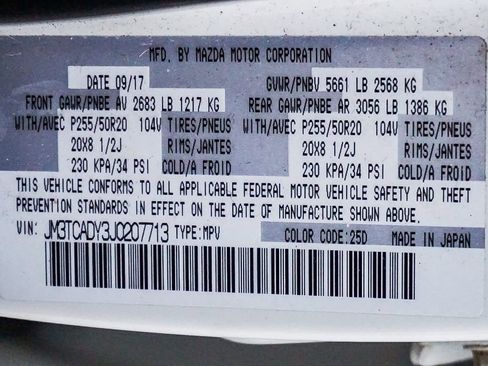 MFD. BY MAZDA MOTOR CORPORATION
DATE 09/17 GVWR/PNBV 5661 LB 2568 KG
FRONT GAWR/PNBE AV 2683 LB 1217 KG REAR GAWR/PNBE AR 3056 LB 1386 KG
WITH/AVEC P255/50R20 104V TIRES/PNEUS WITH/AVEC P255/50R20 104V TIRES/PNEUS
20X8 1/2J RIMS/JANTES 20X8 1/2J RIMS/JANTES
230 KPA/34 PSI COLD/A FROID 230 KPA/34 PSI COLD/A FROID
THIS VEHICLE CONFORMS TO ALL APPLICABLE FEDERAL MOTOR VEHICLE SAFETY AND THEFT
PREVENTION STANDARDS IN EFFECT ON THE DATE OF MANUFACTURE SHOWN ABOVE.
VIN: JM3TCADY3J0207713 TYPE:MPV COLOR CODE:25D MADE IN JAPAN